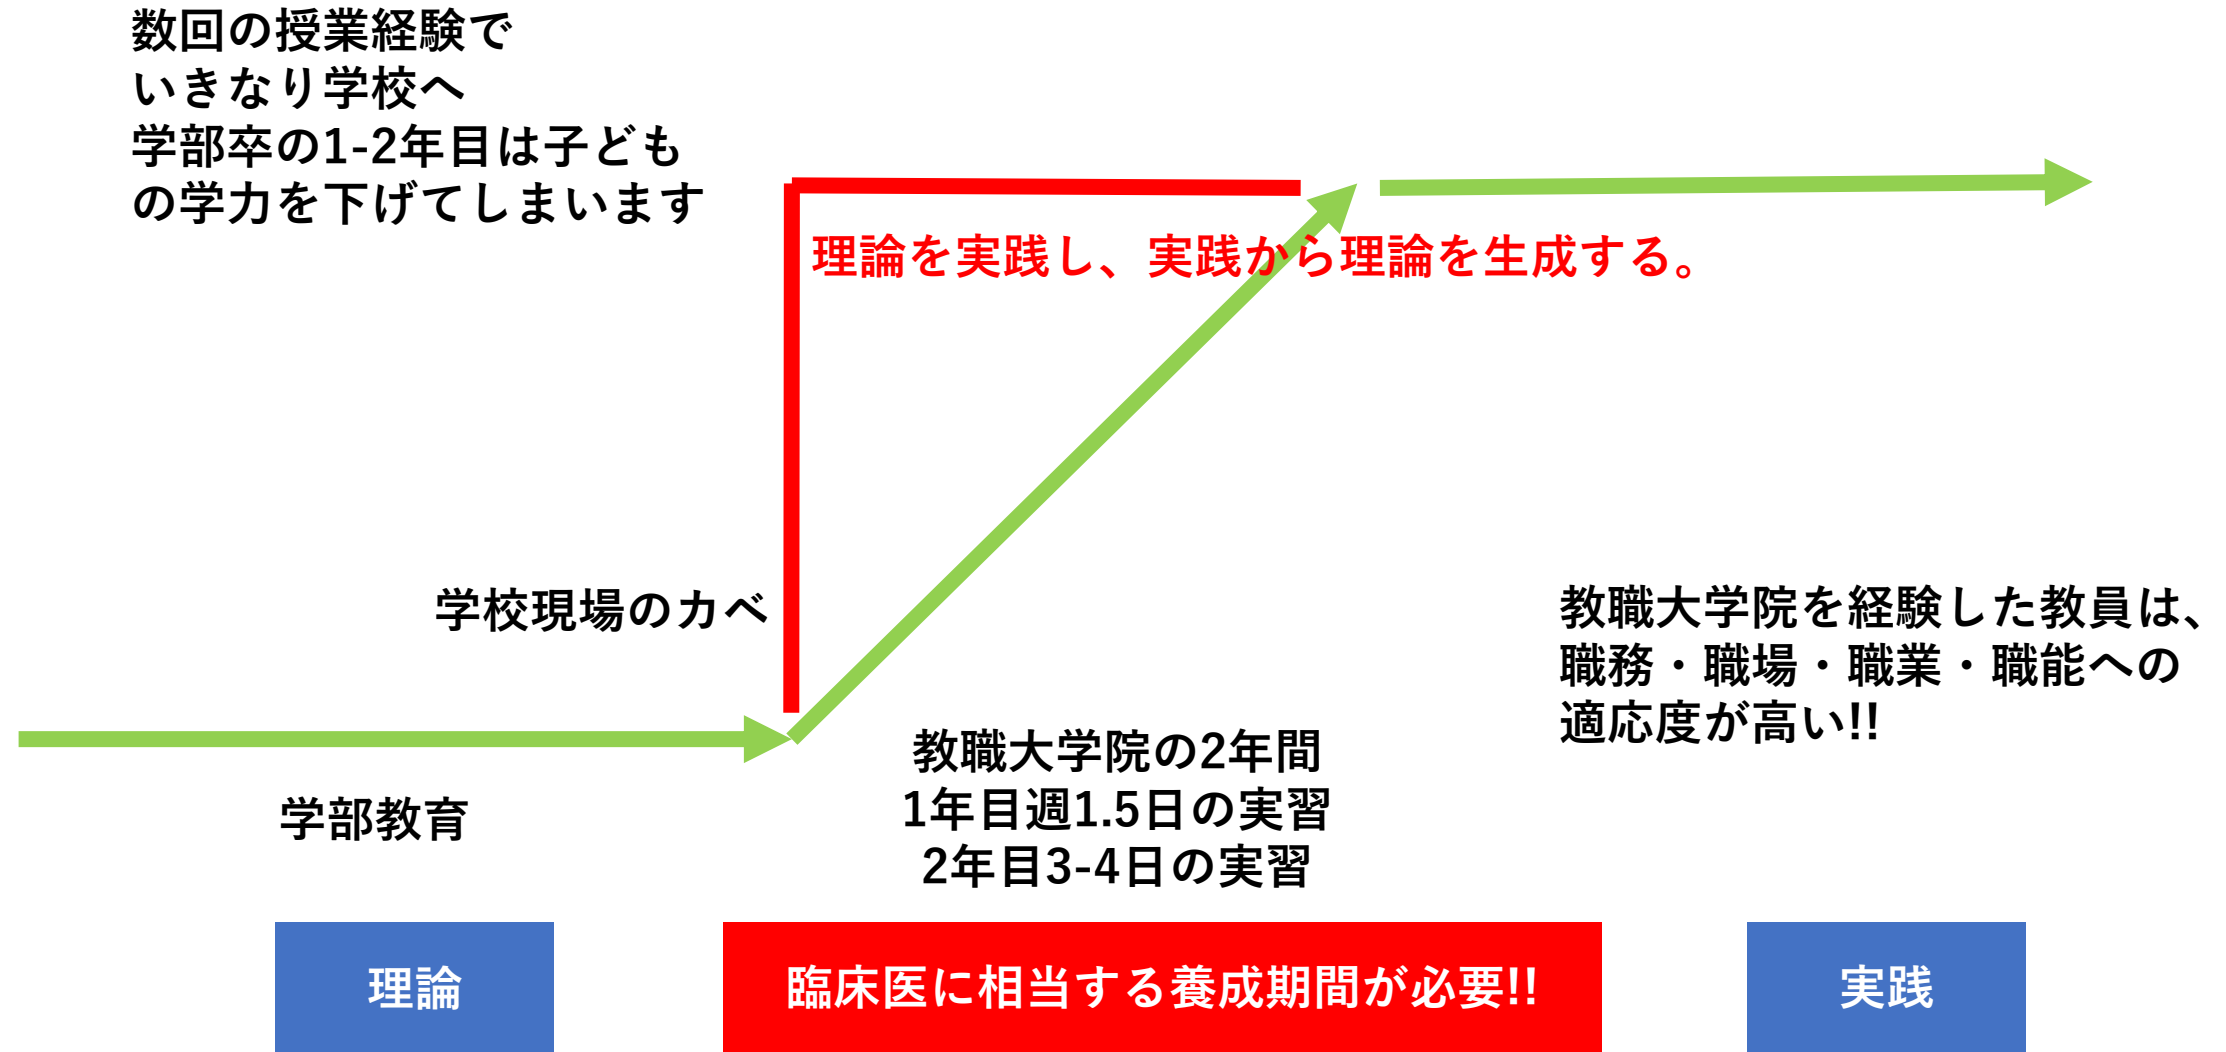 数回の授業経験で
いきなり学校へ
学部卒の1-2年目は子ども
の学力を下げてしまいます
理論を実践し、実践から理論を生成する。
学校現場のカベ
教職大学院を経験した教員は、
職務・職場・職業・職能への
適応度が高い!!
学部教育
教職大学院の2年間
1年目週1.5日の実習
2年目3-4日の実習
理論
臨床医に相当する養成期間が必要!!
実践